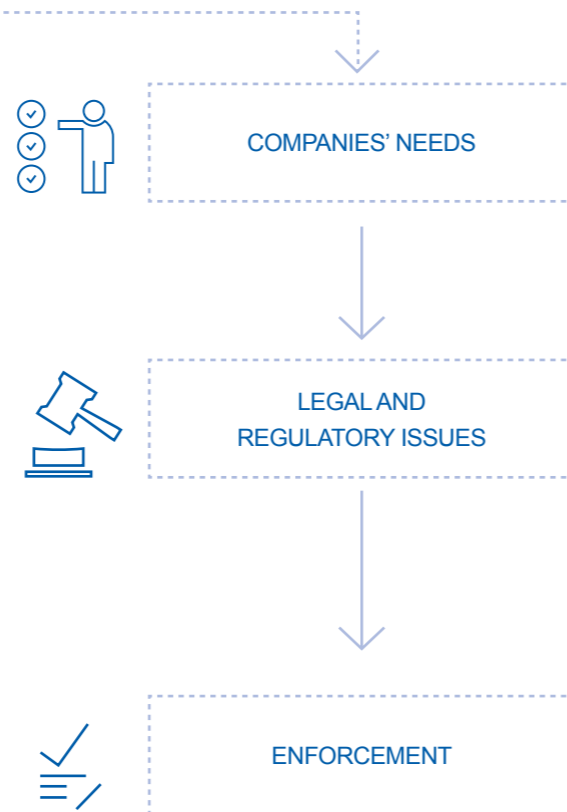 COMPANIES’ NEEDS
LEGAL AND
REGULATORY ISSUES
ENFORCEMENT